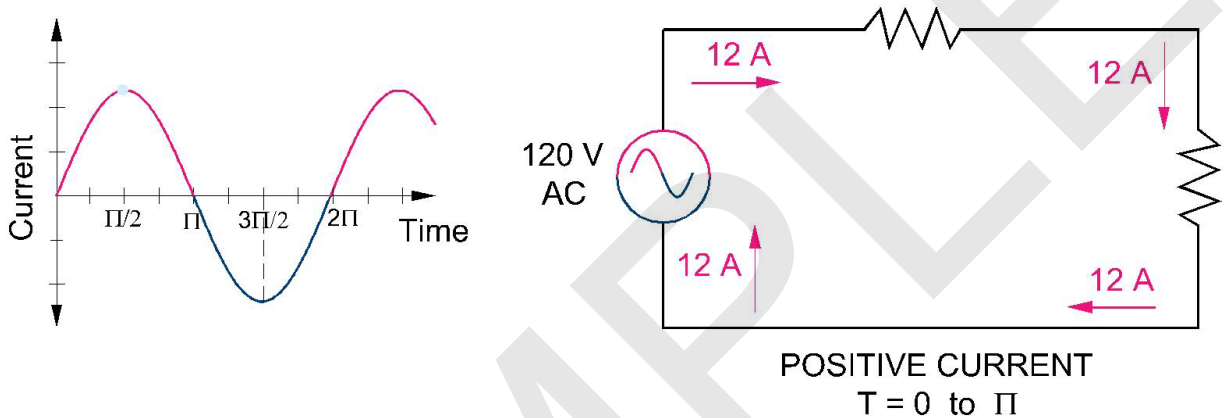 Current
Π/2
Π
3Π/2
2Π
Time
12 A
12 A
120 V
AC
12 A
12 A
POSITIVE CURRENT
T = 0 to Π